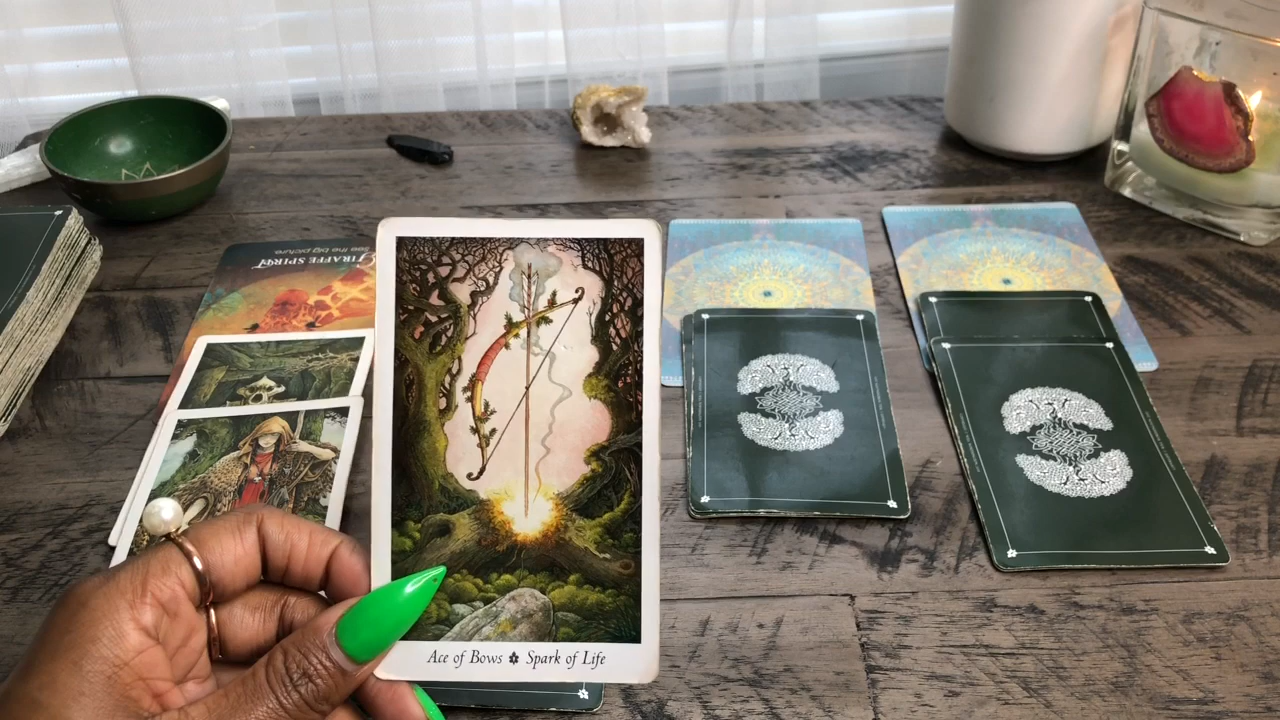 GIRAFFE SPIRIT
See the big picture
Ace of Bows Spark of Life